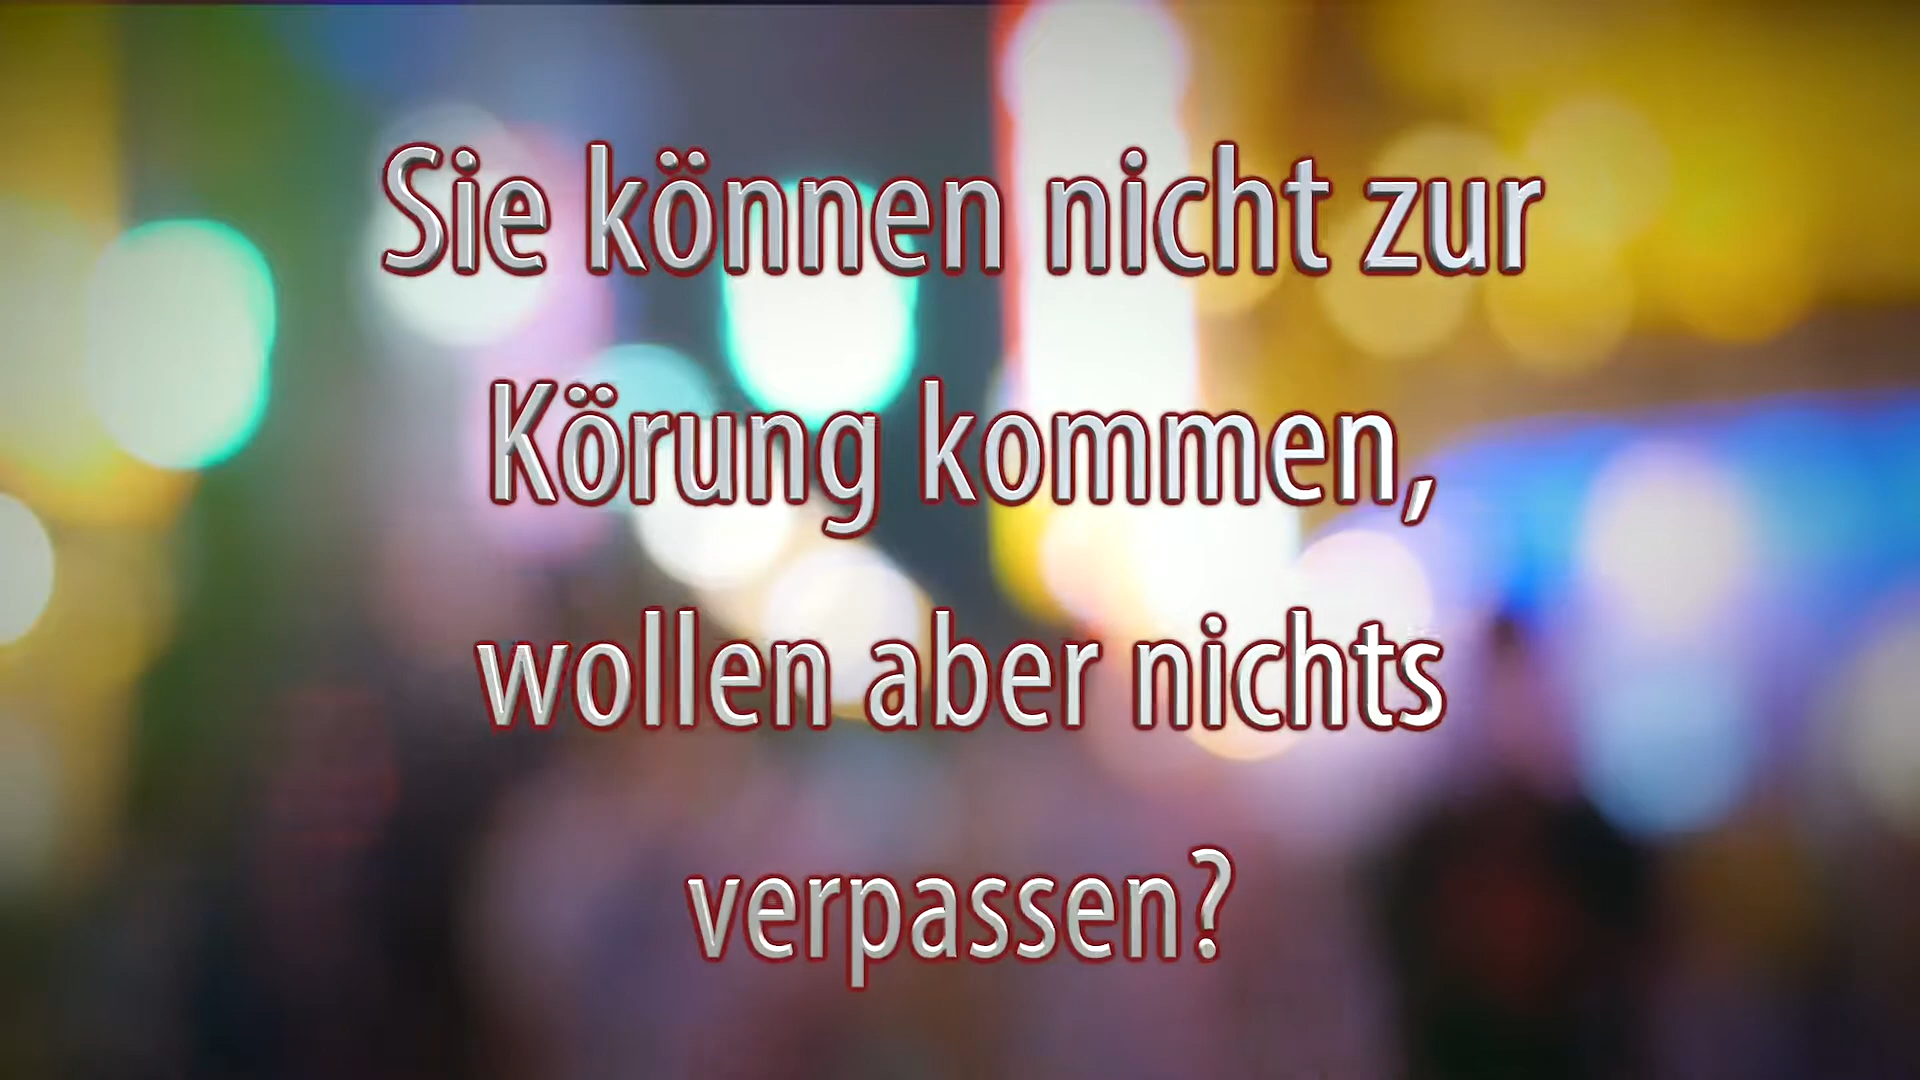 Sie können nicht zur
Körung kommen,
wollen aber nichts
verpassen?